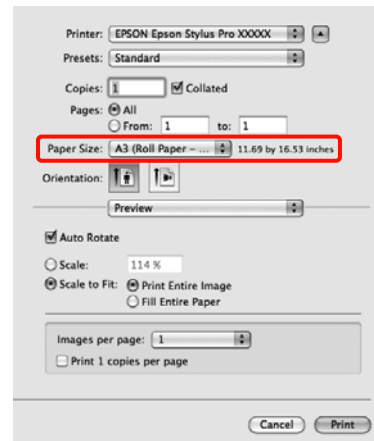 Printer: EPSON Epson Stylus Pro XXXXX
Presets: Standard
Copies: 1 Collated
Pages: All
From: 1 to: 1
Paper Size: A3 (Roll Paper – ... 11.69 by 16.53 inches
Orientation:
Preview
Auto Rotate
Scale: 114 %
Scale to Fit: Print Entire Image
Fill Entire Paper
Images per page: 1
Print 1 copies per page
Cancel Print